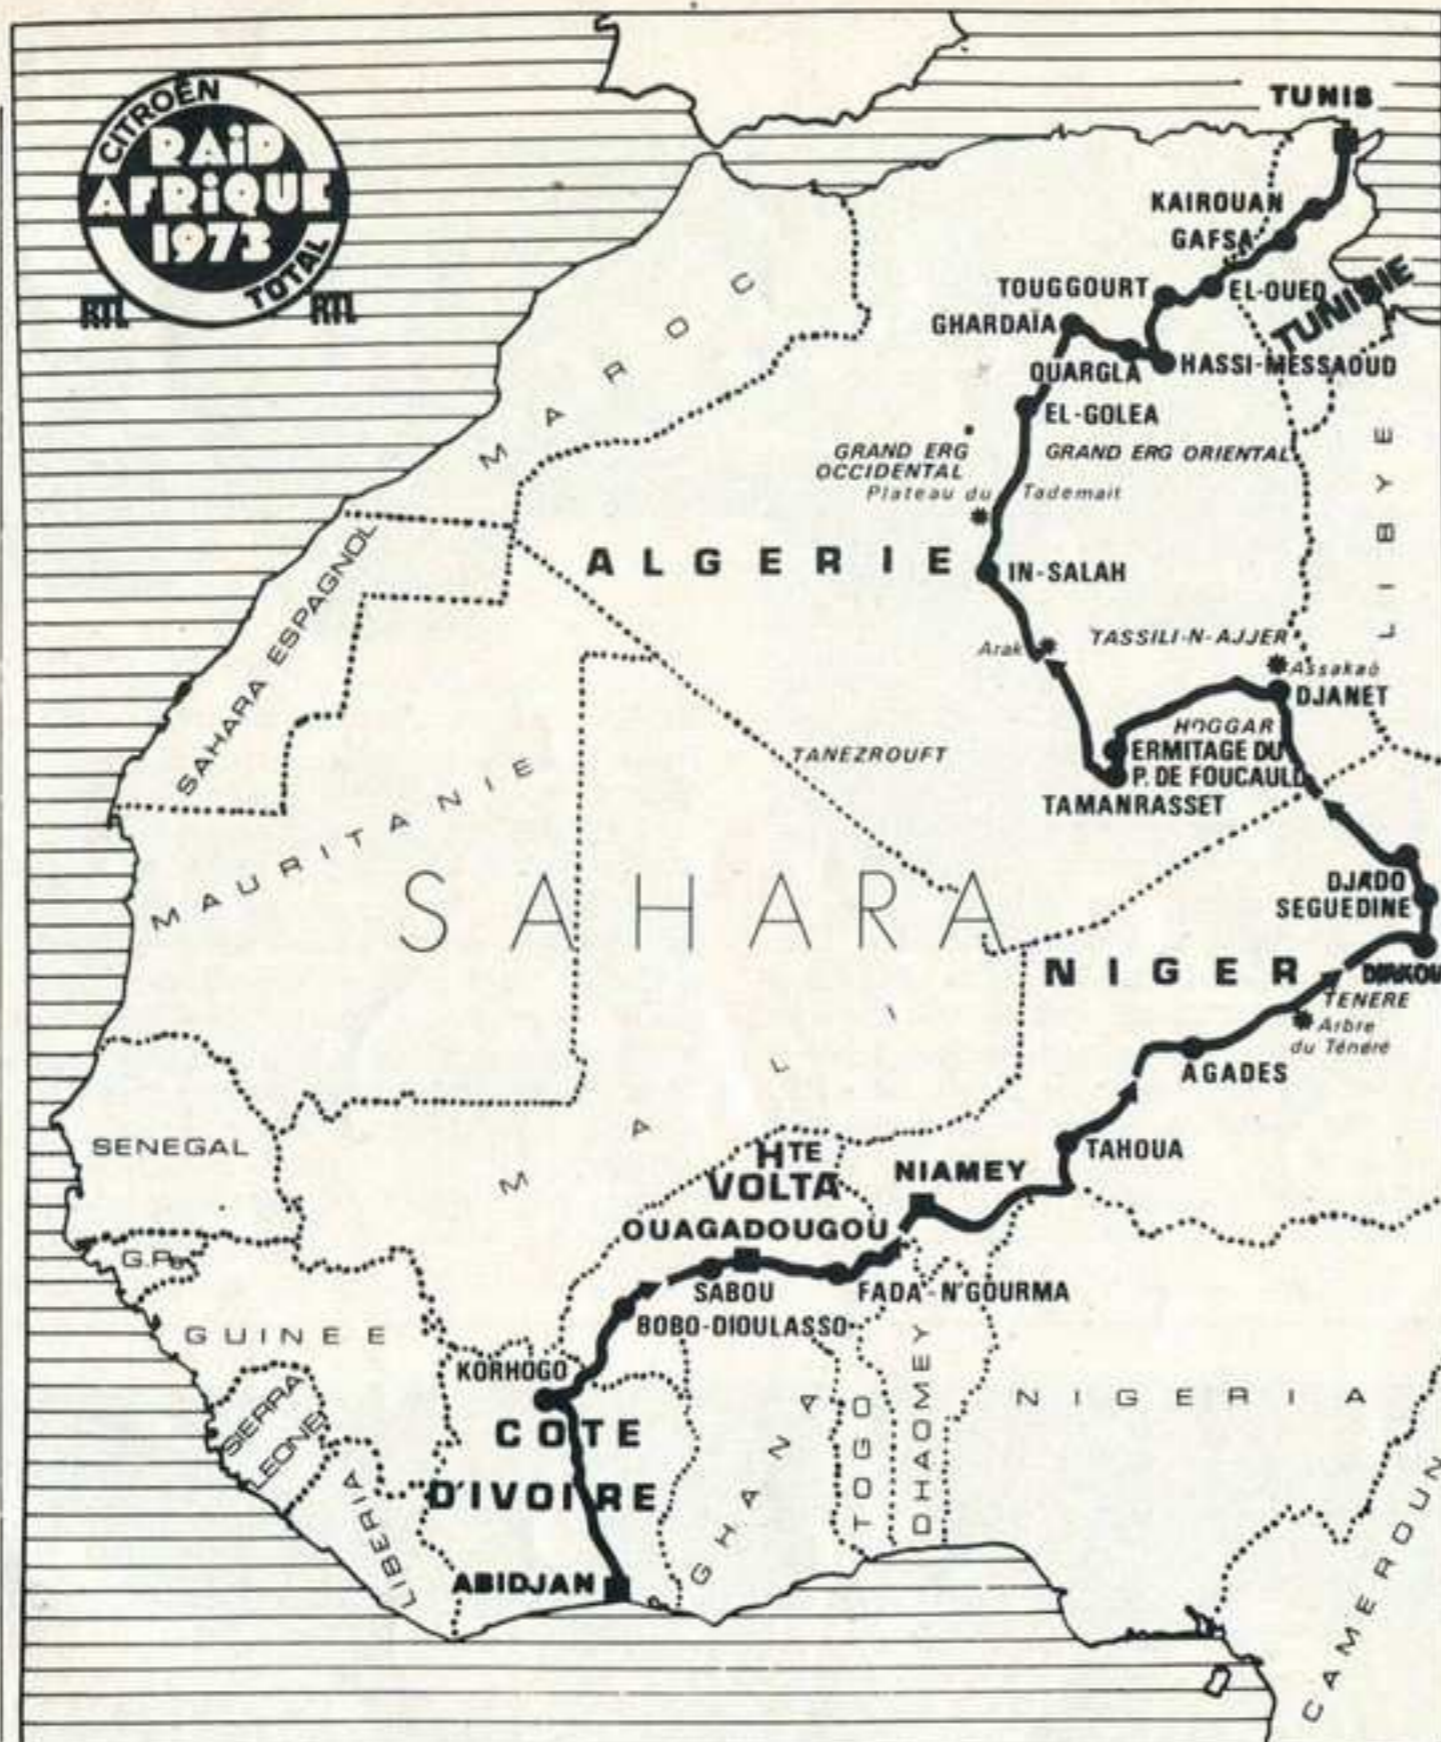 CITROËN
RAID
AFRIQUE
1973
TOTAL
RTL
RTL
TUNIS
KAIROUAN
GAFSA
TOUGGOURT
EL-OUED
TUNISIE
GHARDAÏA
OUARGLA
HASSI-MESSAOUD
EL-GOLEA
MAROC
GRAND ERG
OCCIDENTAL
GRAND ERG ORIENTAL
Plateau du Tademait
LIBYE
ALGERIE
IN-SALAH
SAHARA ESPAGNOL
Arak
TASSILI-N-AJJER
Assakaò
DJANET
HOGGAR
ERMITAGE DU
P. DE FOUCAULD
TAMANRASSET
TANEZROUFT
MAURITANIE
SAHARA
DJADO
SEGUEDINE
NIGER
DIRKOU
TENERE
Arbre
du Ténéré
AGADES
MALI
SENEGAL
HTE
VOLTA
NIAMEY
TAHOUA
OUAGADOUGOU
G.P.
SABOU
FADA-N'GOURMA
BOBO-DIOULASSO
GUINEE
KORHOGO
SIERRA
LEONE
COTE
D'IVOIRE
LIBERIA
GHANA
TOGO
DHAOMEY
NIGERIA
ABIDJAN
CAMEROUN